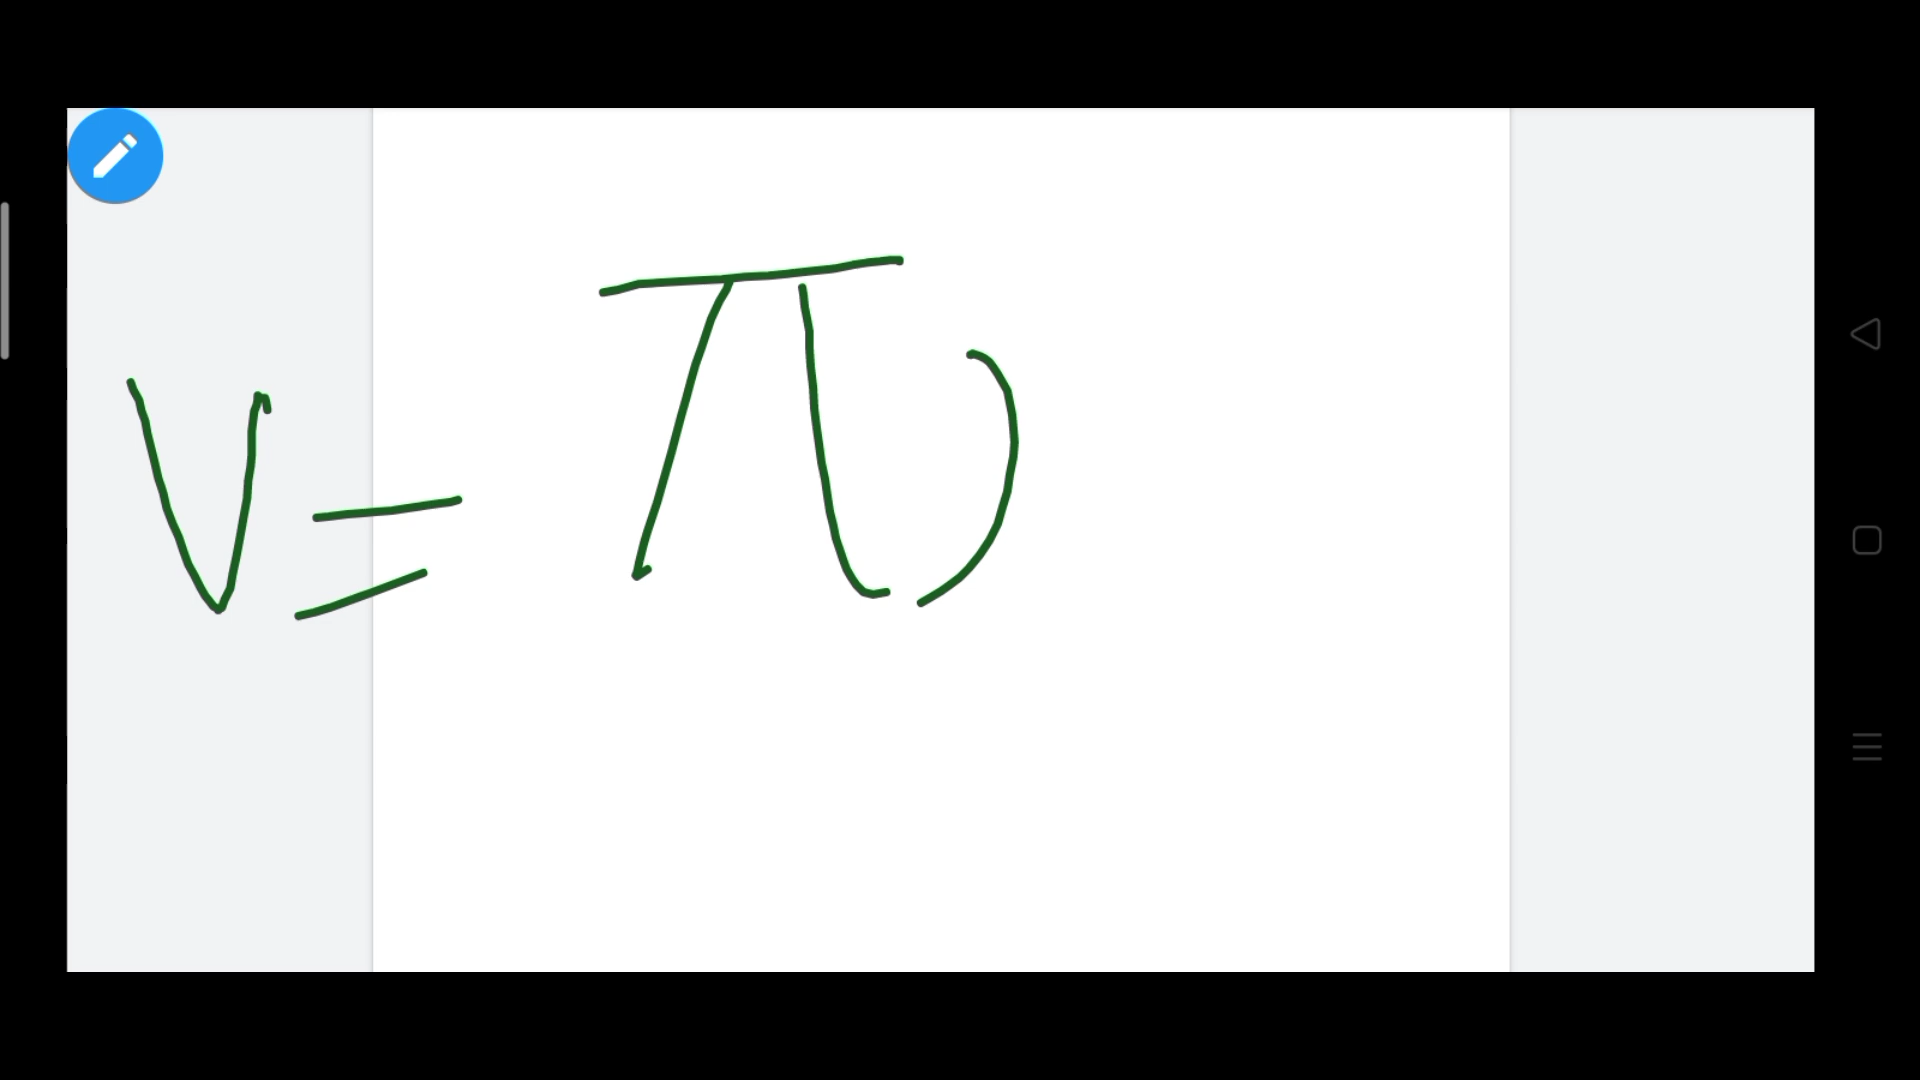 V = π)